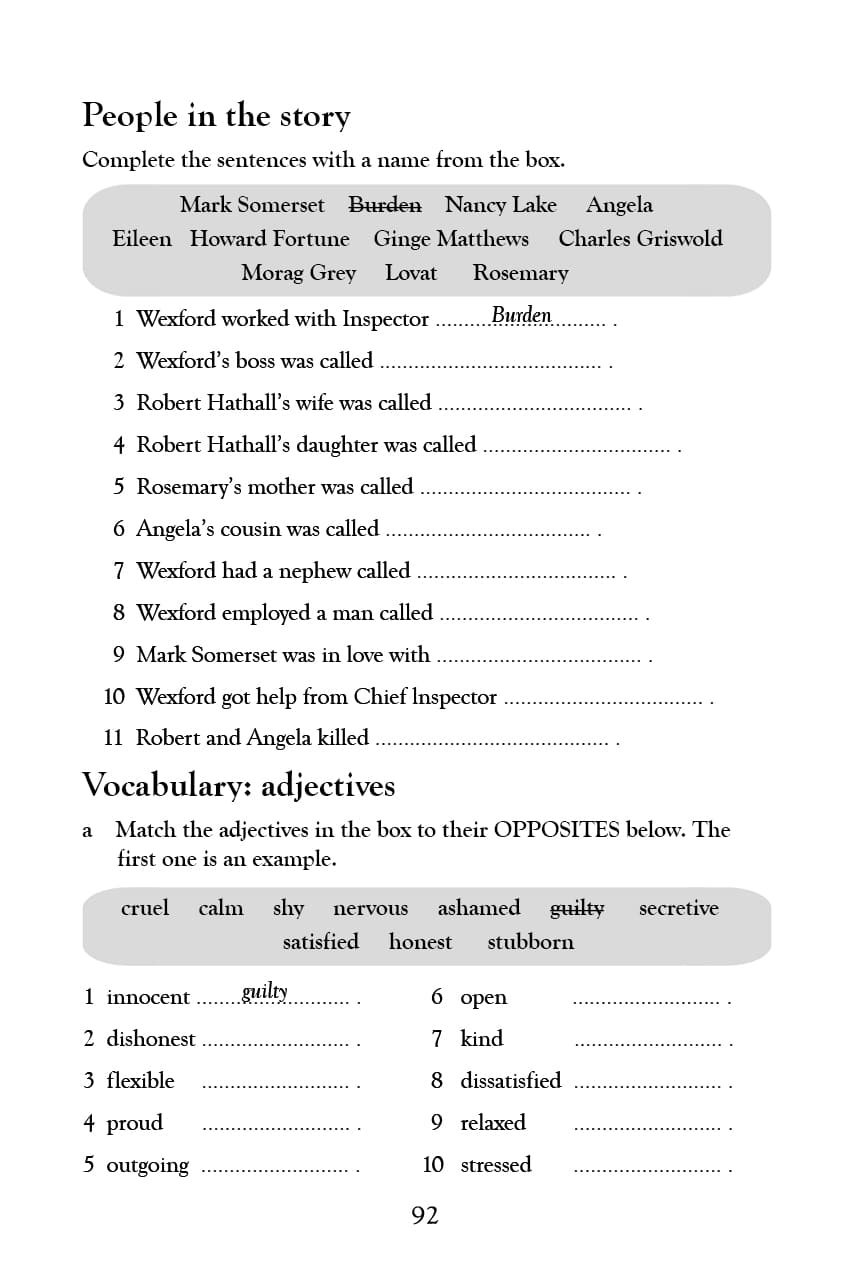 People in the story
Complete the sentences with a name from the box.
Mark Somerset Burden Nancy Lake Angela
Eileen Howard Fortune Ginge Matthews Charles Griswold
Morag Grey Lovat Rosemary
1 Wexford worked with Inspector ..........Burden.......... .
2 Wexford's boss was called ....................................... .
3 Robert Hathall's wife was called .................................. .
4 Robert Hathall's daughter was called ................................. .
5 Rosemary's mother was called ..................................... .
6 Angela's cousin was called .................................... .
7 Wexford had a nephew called ................................... .
8 Wexford employed a man called ................................... .
9 Mark Somerset was in love with .................................... .
10 Wexford got help from Chief lnspector ................................... .
11 Robert and Angela killed ......................................... .
Vocabulary: adjectives
a Match the adjectives in the box to their OPPOSITES below. The
first one is an example.
cruel calm shy nervous ashamed guilty secretive
satisfied honest stubborn
1 innocent ........guilty........... .
2 dishonest .......................... .
3 flexible .......................... .
4 proud .......................... .
5 outgoing .......................... .
6 open .......................... .
7 kind .......................... .
8 dissatisfied .......................... .
9 relaxed .......................... .
10 stressed .......................... .
92